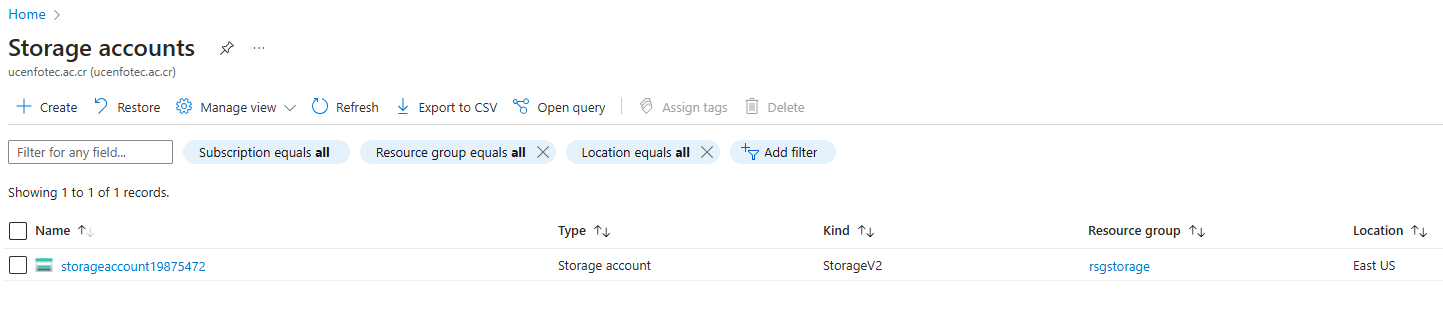 Home
Storage accounts
ucenfotec.ac.cr (ucenfotec.ac.cr)
Create Restore Manage view Refresh Export to CSV Open query Assign tags Delete
Filter for any field... Subscription equals all Resource group equals all Location equals all Add filter
Showing 1 to 1 of 1 records.
Name Type Kind Resource group Location
storageaccount19875472 Storage account StorageV2 rsgstorage East US